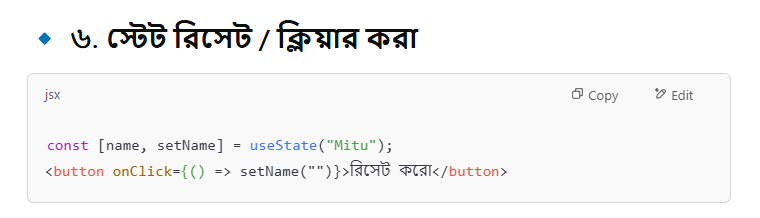 ৬. স্টেট রিসেট / ক্লিয়ার করা
jsx
Copy
Edit
const [name, setName] = useState("Mitu");
<button onClick={() => setName("")}>রিসেট করো</button>